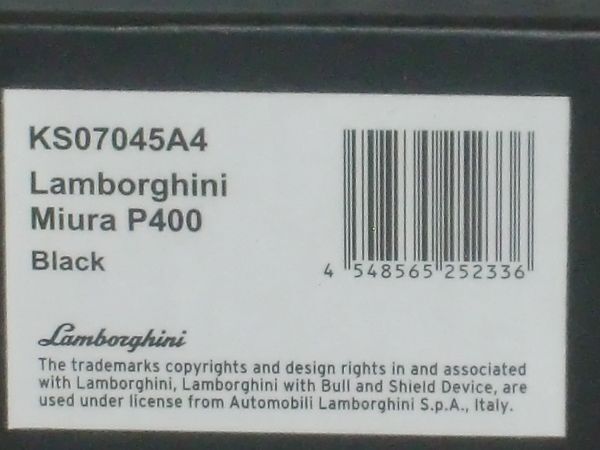 KS07045A4
Lamborghini
Miura P400
Black
4 548565 252336
Lamborghini
The trademarks copyrights and design rights in and associated
with Lamborghini, Lamborghini with Bull and Shield Device, are
used under license from Automobili Lamborghini S.p.A., Italy.